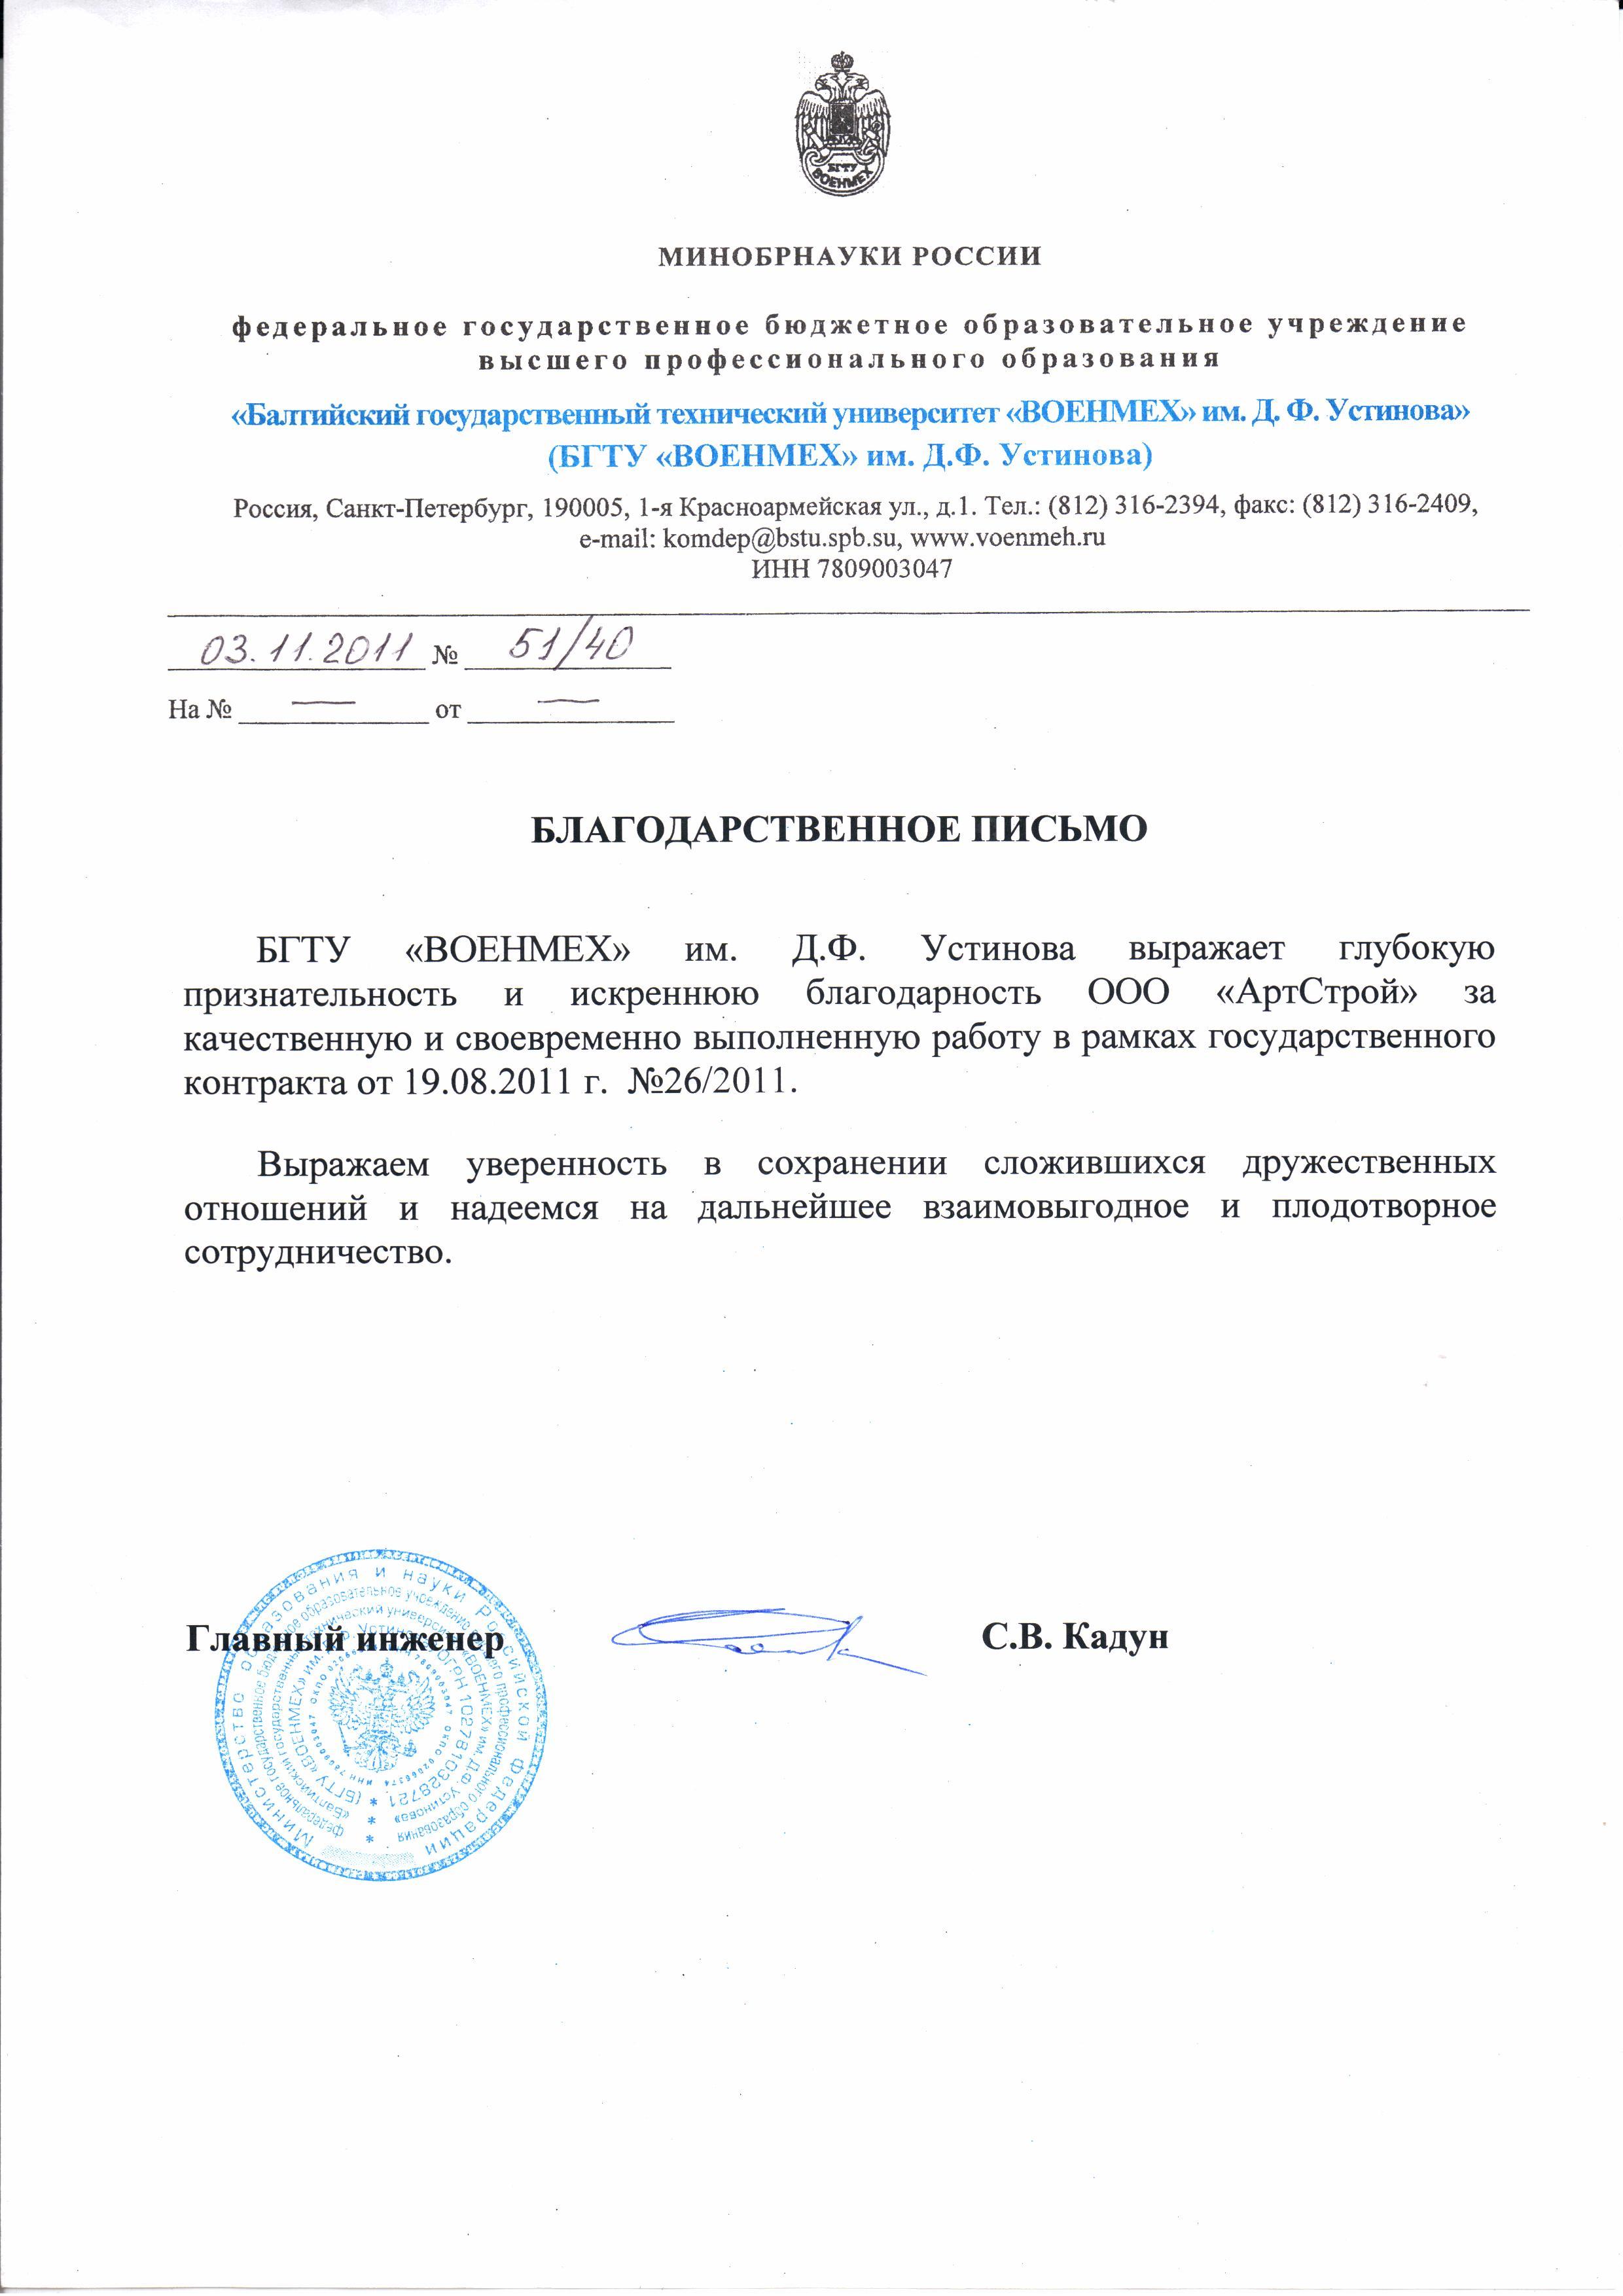 БГТУ
ВОЕНМЕХ
МИНОБРНАУКИ РОССИИ
федеральное государственное бюджетное образовательное учреждение
высшего профессионального образования
«Балтийский государственный технический университет «ВОЕНМЕХ» им. Д. Ф. Устинова»
(БГТУ «ВОЕНМЕХ» им. Д.Ф. Устинова)
Россия, Санкт-Петербург, 190005, 1-я Красноармейская ул., д.1. Тел.: (812) 316-2394, факс: (812) 316-2409,
e-mail: komdep@bstu.spb.su, www.voenmeh.ru
ИНН 7809003047
03.11.2011 № 51/40
На № — от —
БЛАГОДАРСТВЕННОЕ ПИСЬМО
БГТУ «ВОЕНМЕХ» им. Д.Ф. Устинова выражает глубокую
признательность и искреннюю благодарность ООО «АртСтрой» за
качественную и своевременно выполненную работу в рамках государственного
контракта от 19.08.2011 г. №26/2011.
Выражаем уверенность в сохранении сложившихся дружественных
отношений и надеемся на дальнейшее взаимовыгодное и плодотворное
сотрудничество.
Главный инженер С.В. Кадун
Министерство образования и науки Российской Федерации
федеральное государственное бюджетное образовательное учреждение высшего профессионального образования
«Балтийский государственный технический университет «ВОЕНМЕХ» им. Д.Ф. Устинова»
(БГТУ «ВОЕНМЕХ» им. Д.Ф. Устинова) ОГРН 1027810328721